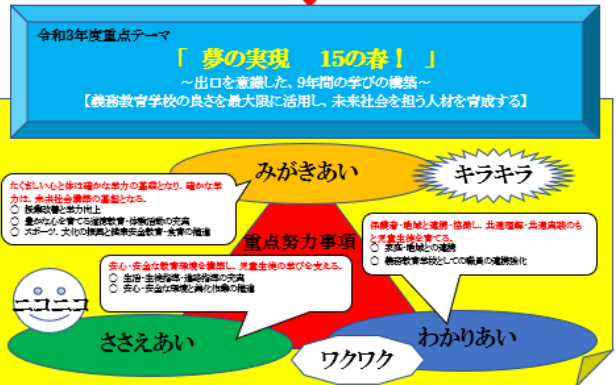 令和3年度重点テーマ
「 夢の実現　15の春！ 」
～出口を意識した、9年間の学びの構築～
【義務教育学校の良さを最大限に活用し、未来社会を担う人材を育成する】
みがきあい
キラキラ
たくましい心と体は確かな学力の基礎となり、確かな学
力は、未来社会構築の基盤となる。
○ 授業改善と学力向上
○ 豊かな心を育てる道徳教育・体験活動の充実
○ スポーツ、文化の振興と健康安全教育・食育の推進
重点努力事項
保護者・地域と連携・協働し、共通理解・共通実践のも
と児童生徒を育てる。
○ 家庭・地域との連携
○ 義務教育学校としての職員の連携強化
安心・安全な教育環境を構築し、児童生徒の学びを支える。
○ 生活・生徒指導・進路指導の充実
○ 安心・安全な環境と美化作業の推進
ニコニコ
ささえあい
ワクワク
わかりあい